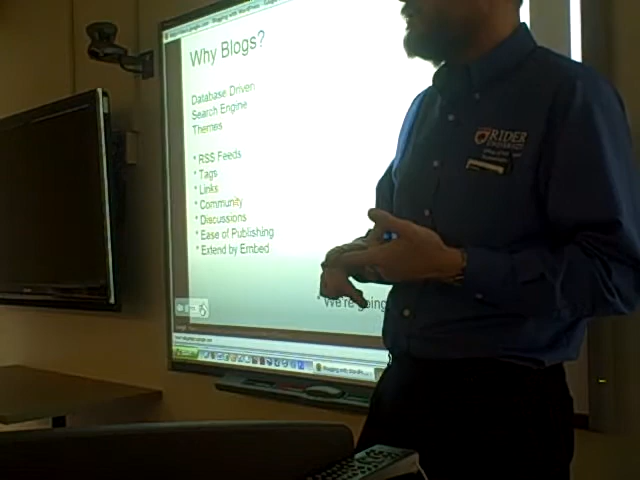 Why Blogs?
Database Driven
Search Engine
Themes
* RSS Feeds
* Tags
* Links
* Community
* Discussions
* Ease of Publishing
* Extend by Embed
* We're going
RIDER
UNIVERSITY